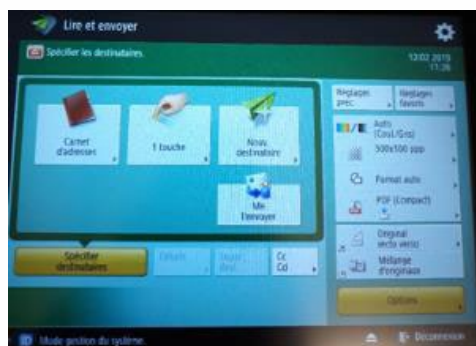 Lire et envoyer
Spécifier les destinataires.
13/02 2019
11:26
Réglages
préc.
Réglages
favoris
Carnet
d'adresses
1 touche
Nouv.
destinataire
Me
l'envoyer
Auto
(Coul./Gris)
300x300 ppp
Format auto
PDF (Compact)
Original
recto verso
Mélange
d'originaux
Spécifier
destinataires
Détails
Cc
Cci
Options
Mode gestion du système.
Déconnexion